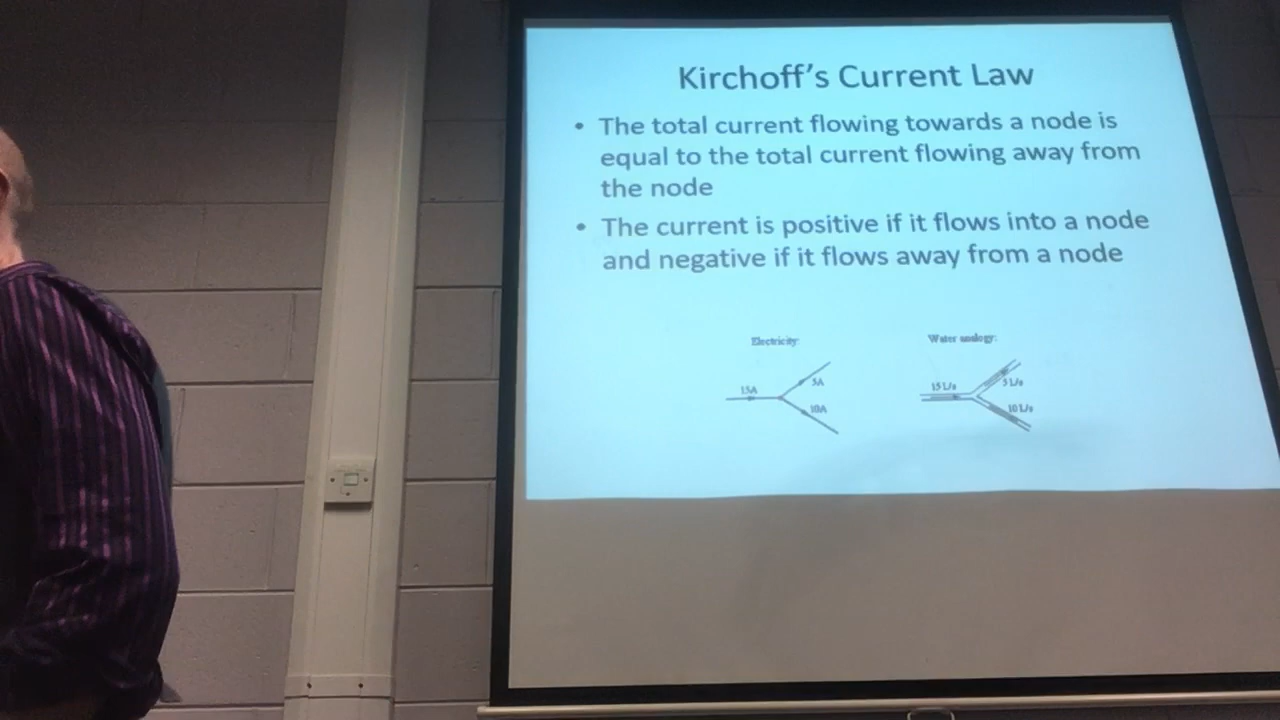 Kirchoff's Current Law
• The total current flowing towards a node is
equal to the total current flowing away from
the node
• The current is positive if it flows into a node
and negative if it flows away from a node
Electricity:
Water analogy:
15A
5A
10A
15 L/s
5 L/s
10 L/s